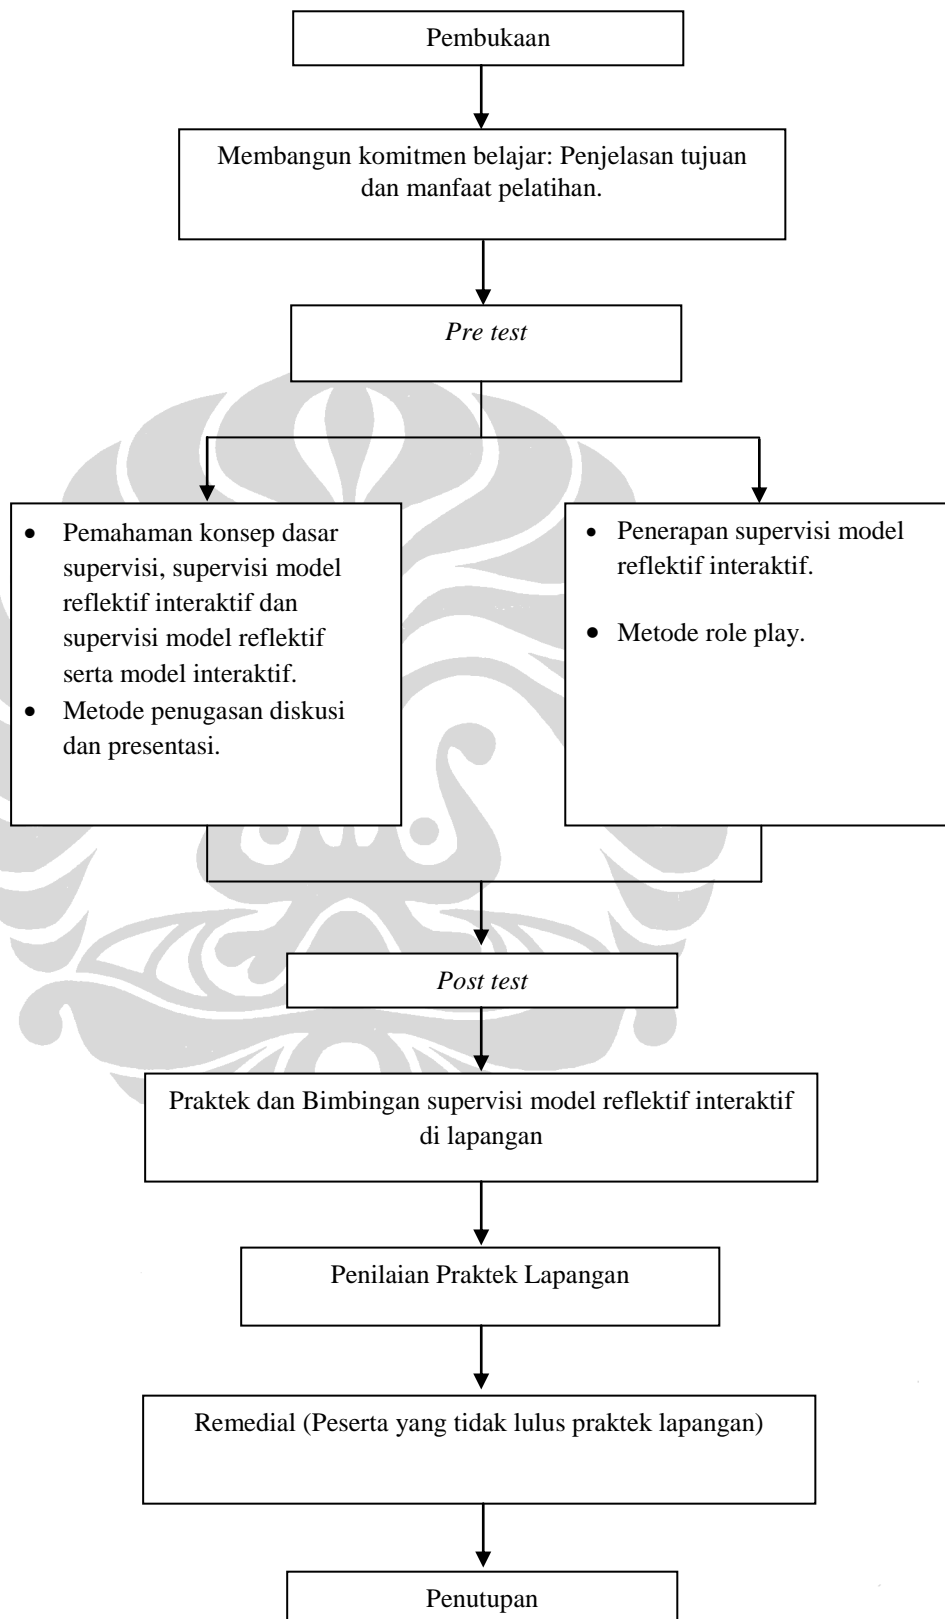 Pembukaan
Membangun komitmen belajar: Penjelasan tujuan
dan manfaat pelatihan.
Pre test
• Pemahaman konsep dasar
supervisi, supervisi model
reflektif interaktif dan
supervisi model reflektif
serta model interaktif.
• Metode penugasan diskusi
dan presentasi.
• Penerapan supervisi model
reflektif interaktif.
• Metode role play.
Post test
Praktek dan Bimbingan supervisi model reflektif interaktif
di lapangan
Penilaian Praktek Lapangan
Remedial (Peserta yang tidak lulus praktek lapangan)
Penutupan